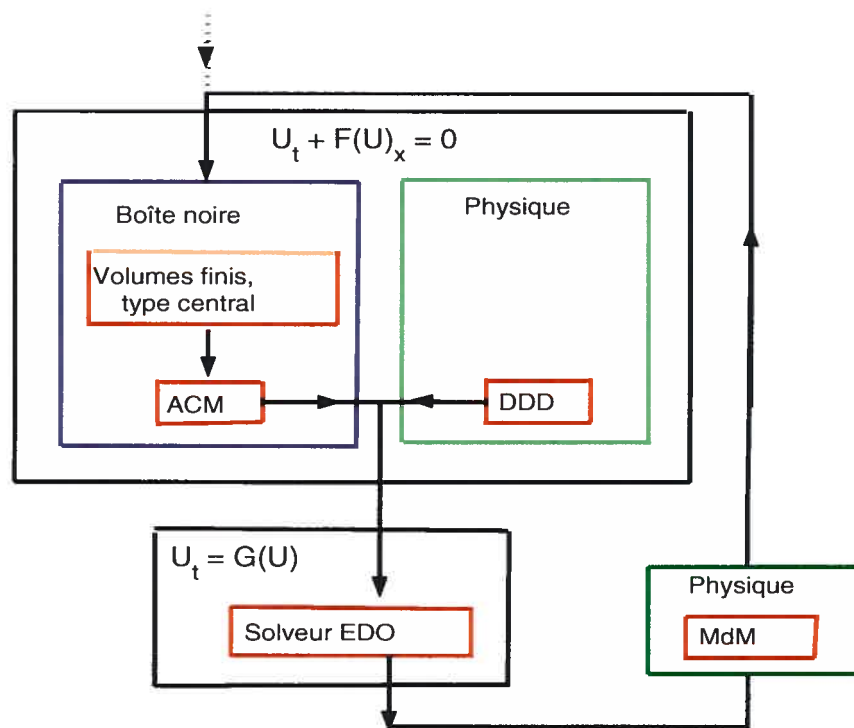 U_t + F(U)_x = 0
Boîte noire
Physique
Volumes finis,
type central
ACM
DDD
U_t = G(U)
Solveur EDO
Physique
MdM